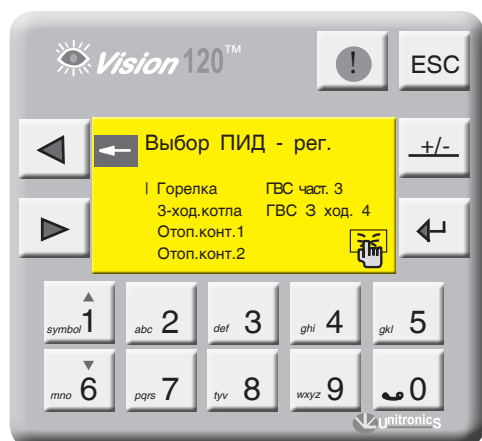 Vision 120™
! ESC
Выбор ПИД - рег.
+/-
| Горелка ГВС част. 3
3-ход.котла ГВС 3 ход. 4
Отоп.конт.1
Отоп.конт.2
symbol 1 abc 2 def 3 ghi 4 gkl 5
mno 6 pqrs 7 tyv 8 wxyz 9 0
Unitronics